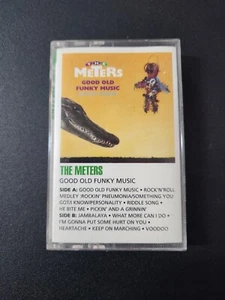 THE
METERS
GOOD OLD
FUNKY MUSIC
THE METERS
GOOD OLD FUNKY MUSIC
SIDE A: GOOD OLD FUNKY MUSIC • ROCK'N'ROLL
MEDLEY :ROCKIN' PNEUMONIA/SOMETHING YOU
GOT/I KNOW/PERSONALITY • RIDDLE SONG •
HE BITE ME • PICKIN' AND A GRINNIN'
SIDE B: JAMBALAYA • WHAT MORE CAN I DO •
I'M GONNA PUT SOME HURT ON YOU •
HEARTACHE • KEEP ON MARCHING • VOODOO